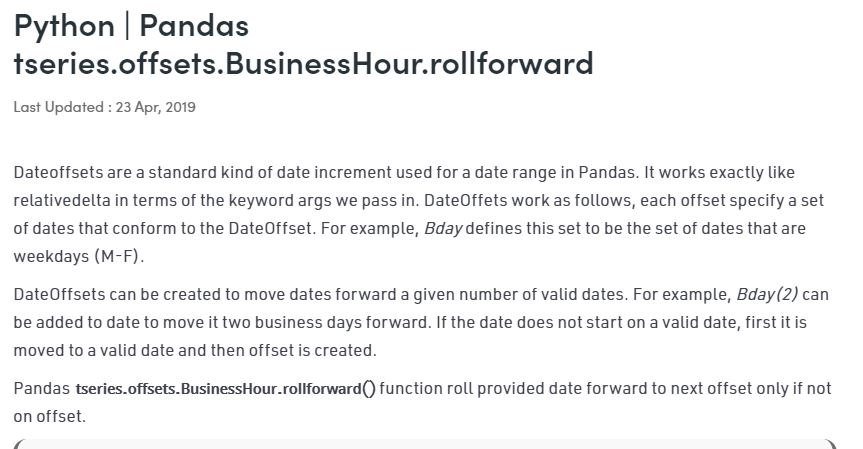 Python | Pandas
tseries.offsets.BusinessHour.rollforward
Last Updated : 23 Apr, 2019
Dateoffsets are a standard kind of date increment used for a date range in Pandas. It works exactly like
relativedelta in terms of the keyword args we pass in. DateOffets work as follows, each offset specify a set
of dates that conform to the DateOffset. For example, Bday defines this set to be the set of dates that are
weekdays (M-F).
DateOffsets can be created to move dates forward a given number of valid dates. For example, Bday(2) can
be added to date to move it two business days forward. If the date does not start on a valid date, first it is
moved to a valid date and then offset is created.
Pandas tseries.offsets.BusinessHour.rollforward() function roll provided date forward to next offset only if not
on offset.